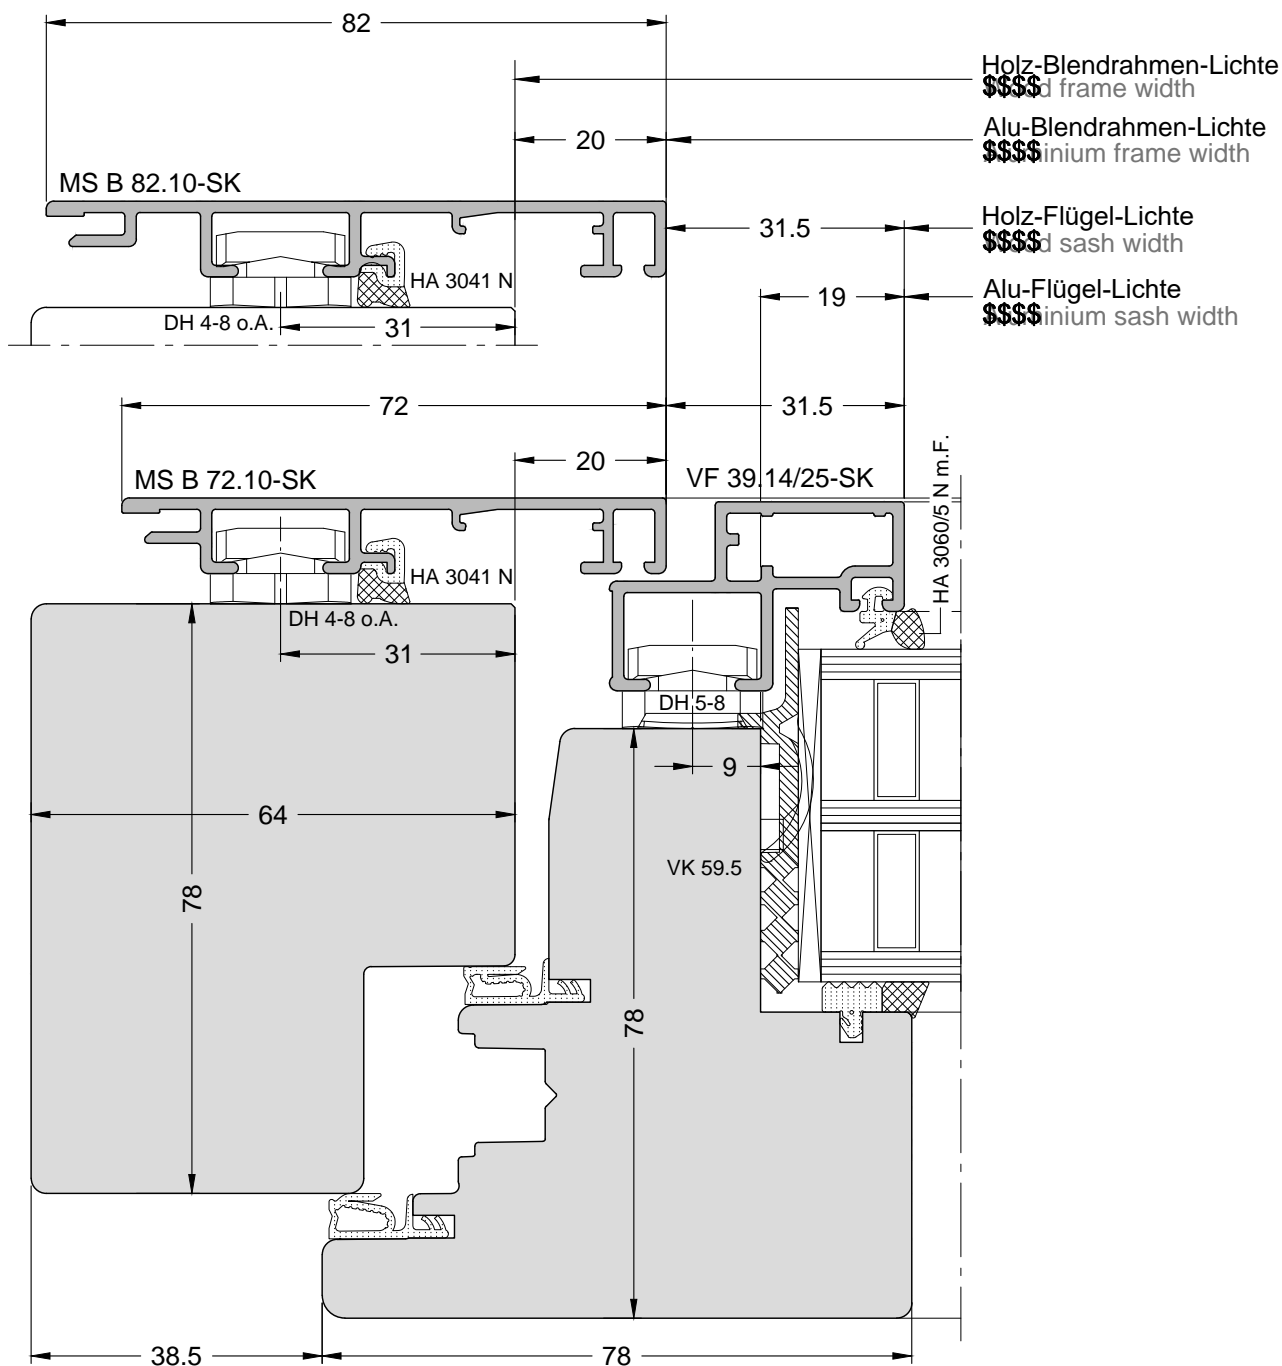 82
Holz-Blendrahmen-Lichte
$$$$d frame width
20
Alu-Blendrahmen-Lichte
$$$$inium frame width
MS B 82.10-SK
31.5
Holz-Flügel-Lichte
$$$$d sash width
HA 3041 N
19
Alu-Flügel-Lichte
$$$$inium sash width
DH 4-8 o.A.
31
72
31.5
20
MS B 72.10-SK
VF 39.14/25-SK
HA 3060/5 N m.F.
HA 3041 N
DH 4-8 o.A.
31
DH 5-8
9
64
VK 59.5
78
78
38.5
78